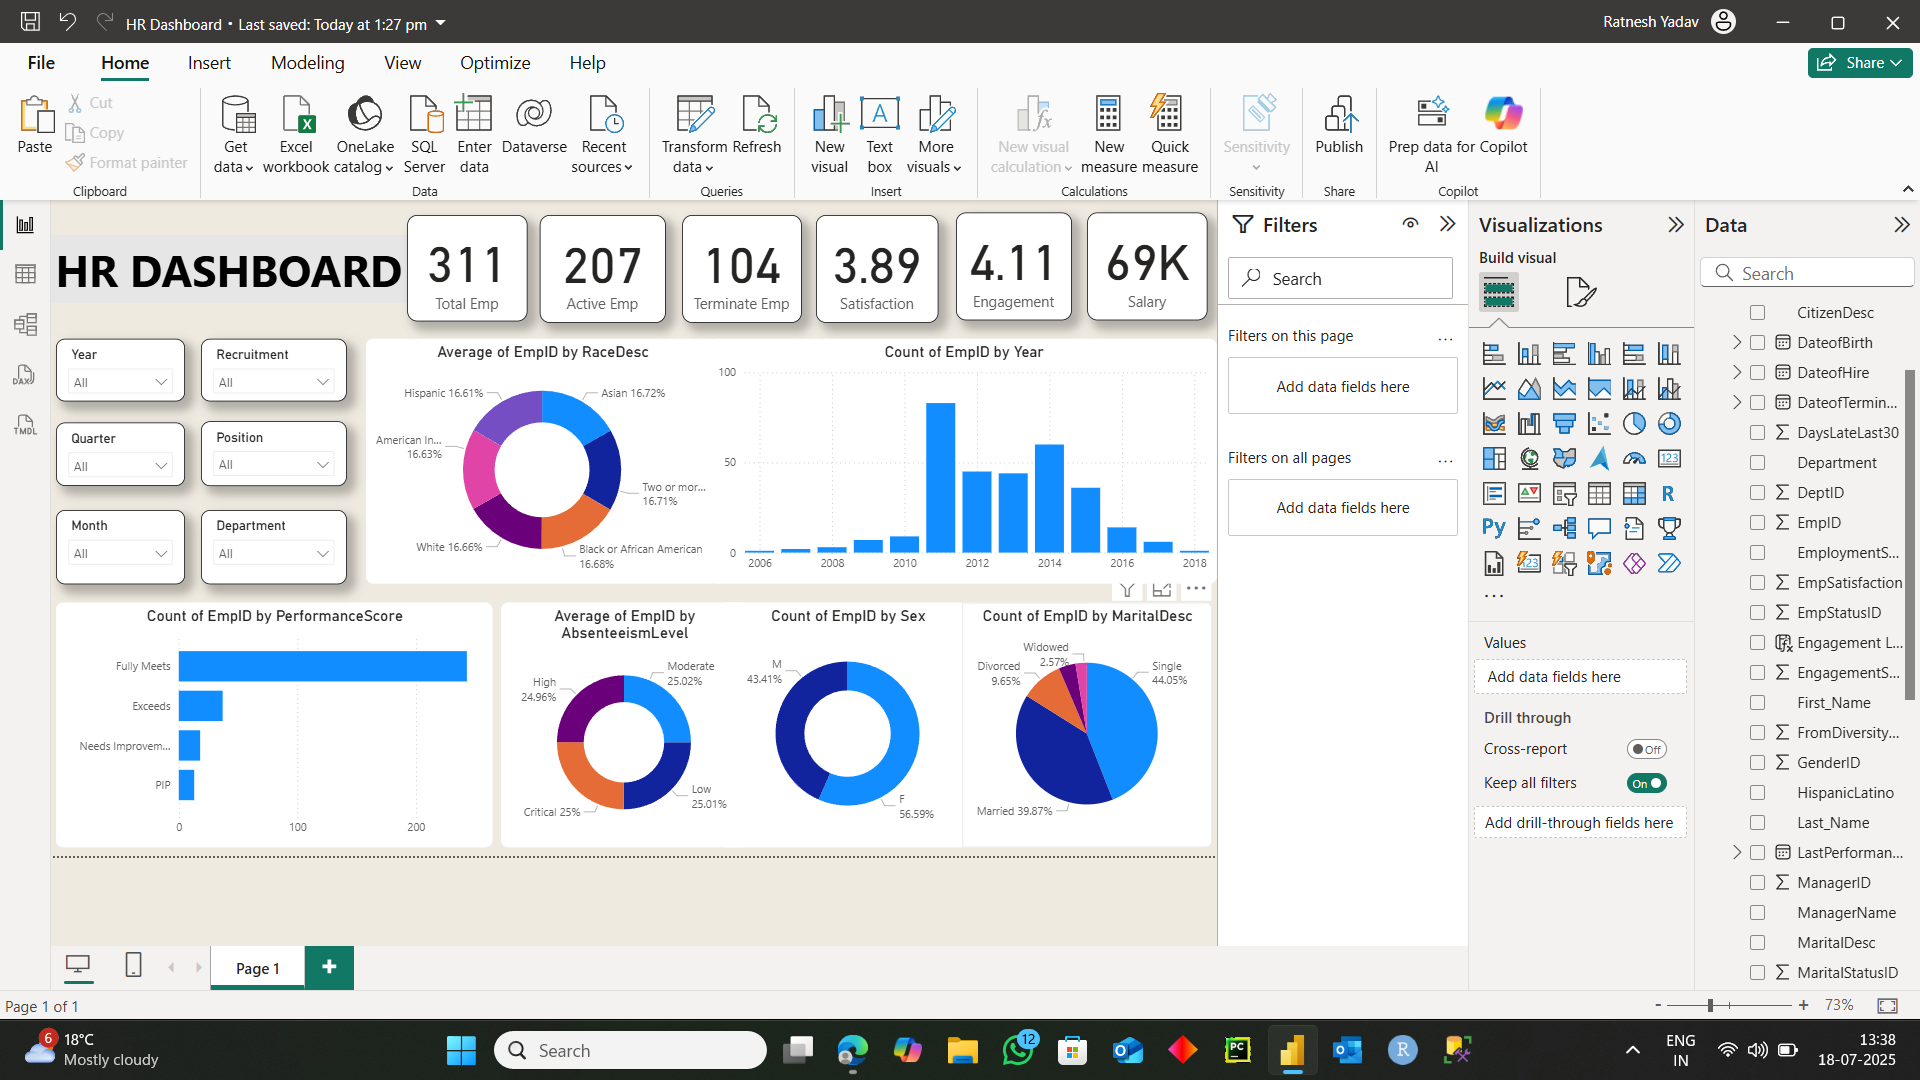 HR Dashboard • Last saved: Today at 1:27 pm
Ratnesh Yadav
File
Home
Insert
Modeling
View
Optimize
Help
Share
Paste
Cut
Copy
Format painter
Clipboard
Get data
Excel workbook
OneLake catalog
SQL Server
Enter data
Dataverse
Recent sources
Data
Transform data
Refresh
Queries
New visual
Text box
More visuals
Insert
New visual calculation
New measure
Quick measure
Calculations
Sensitivity
Sensitivity
Publish
Share
Prep data for AI
Copilot
Copilot
HR DASHBOARD
311
Total Emp
207
Active Emp
104
Terminate Emp
3.89
Satisfaction
4.11
Engagement
69K
Salary
Year
All
Recruitment
All
Quarter
All
Position
All
Month
All
Department
All
Average of EmpID by RaceDesc
Hispanic 16.61%
Asian 16.72%
American In...
16.63%
Two or mor...
16.71%
White 16.66%
Black or African American
16.68%
Count of EmpID by Year
100
50
0
2006
2008
2010
2012
2014
2016
2018
Count of EmpID by PerformanceScore
Fully Meets
Exceeds
Needs Improvem...
PIP
0
100
200
Average of EmpID by
AbsenteeismLevel
High
24.96%
Moderate
25.02%
Low
25.01%
Critical 25%
Count of EmpID by Sex
M
43.41%
F
56.59%
Count of EmpID by MaritalDesc
Widowed
2.57%
Divorced
9.65%
Single
44.05%
Married 39.87%
Filters
Search
Filters on this page
...
Add data fields here
Filters on all pages
...
Add data fields here
Visualizations
Build visual
123
R
Py
123
...
Values
Add data fields here
Drill through
Cross-report
Off
Keep all filters
On
Add drill-through fields here
Data
Search
CitizenDesc
DateofBirth
DateofHire
DateofTermin...
DaysLateLast30
Department
DeptID
EmpID
EmploymentS...
EmpSatisfaction
EmpStatusID
Engagement L...
EngagementS...
First_Name
FromDiversity...
GenderID
HispanicLatino
Last_Name
LastPerforman...
ManagerID
ManagerName
MaritalDesc
MaritalStatusID
DAX
TMDL
Page 1
Page 1 of 1
- + 73%
6
18°C
Mostly cloudy
Search
12
PC
R
ENG
IN
13:38
18-07-2025